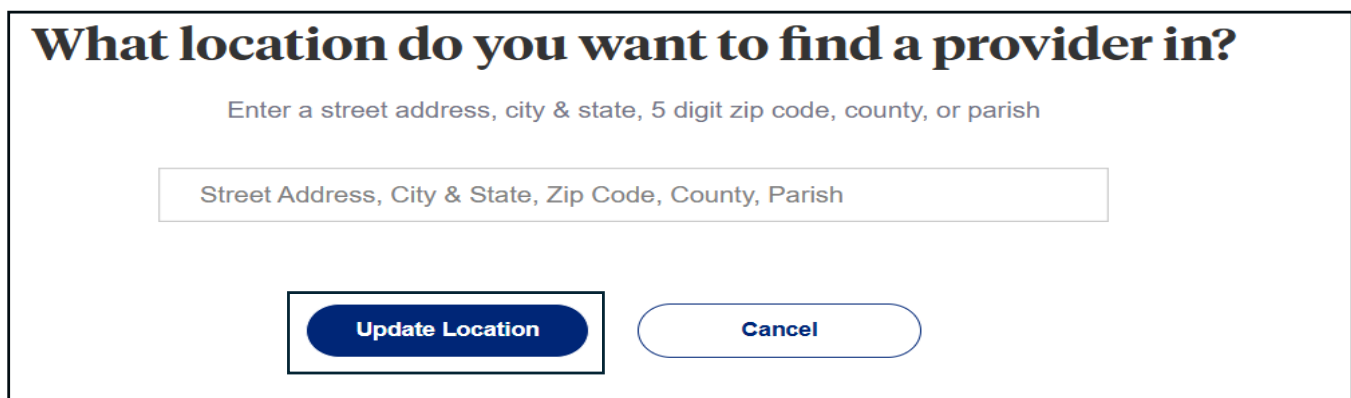 What location do you want to find a provider in?
Enter a street address, city & state, 5 digit zip code, county, or parish
Street Address, City & State, Zip Code, County, Parish
Update Location
Cancel